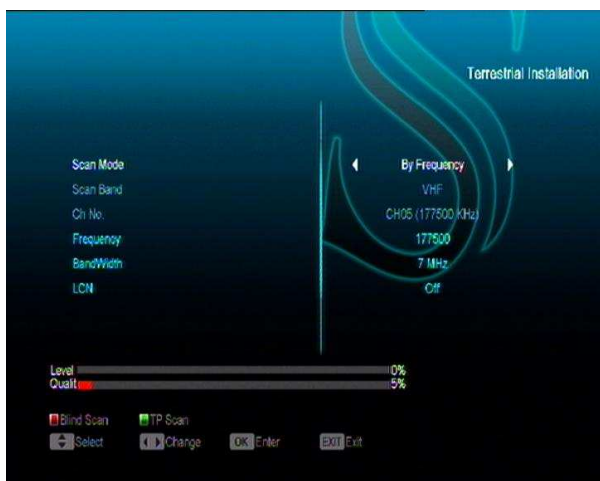 Terrestrial Installation
Scan Mode By Frequency
Scan Band VHF
Ch No. CH05 (177500 KHz)
Frequency 177500
BandWidth 7 MHz
LCN Off
Level 0%
Qualit 5%
Blind Scan TP Scan
Select Change OK Enter EXIT Exit